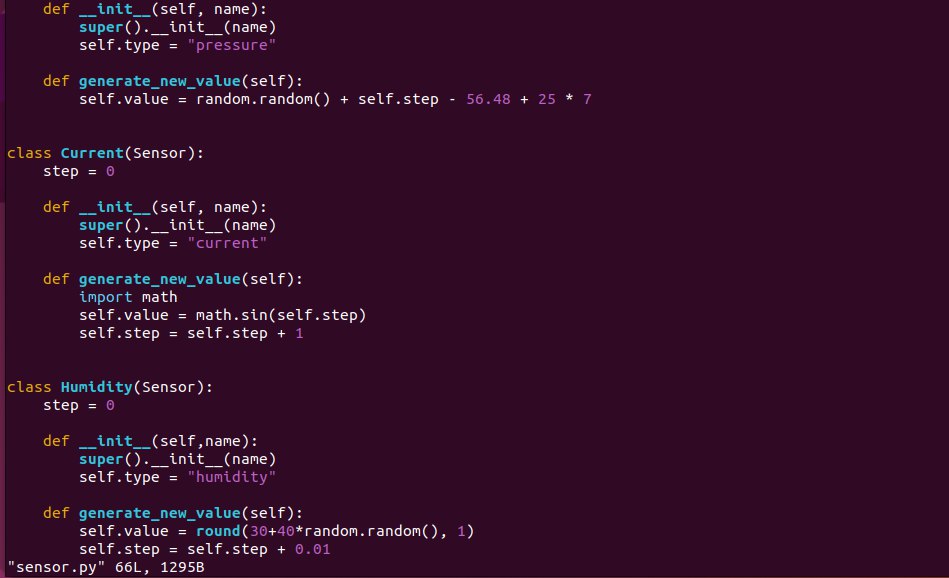 def __init__(self, name):
        super().__init__(name)
        self.type = "pressure"

    def generate_new_value(self):
        self.value = random.random() + self.step - 56.48 + 25 * 7


class Current(Sensor):
    step = 0

    def __init__(self, name):
        super().__init__(name)
        self.type = "current"

    def generate_new_value(self):
        import math
        self.value = math.sin(self.step)
        self.step = self.step + 1


class Humidity(Sensor):
    step = 0

    def __init__(self,name):
        super().__init__(name)
        self.type = "humidity"

    def generate_new_value(self):
        self.value = round(30+40*random.random(), 1)
        self.step = self.step + 0.01
"sensor.py" 66L, 1295B